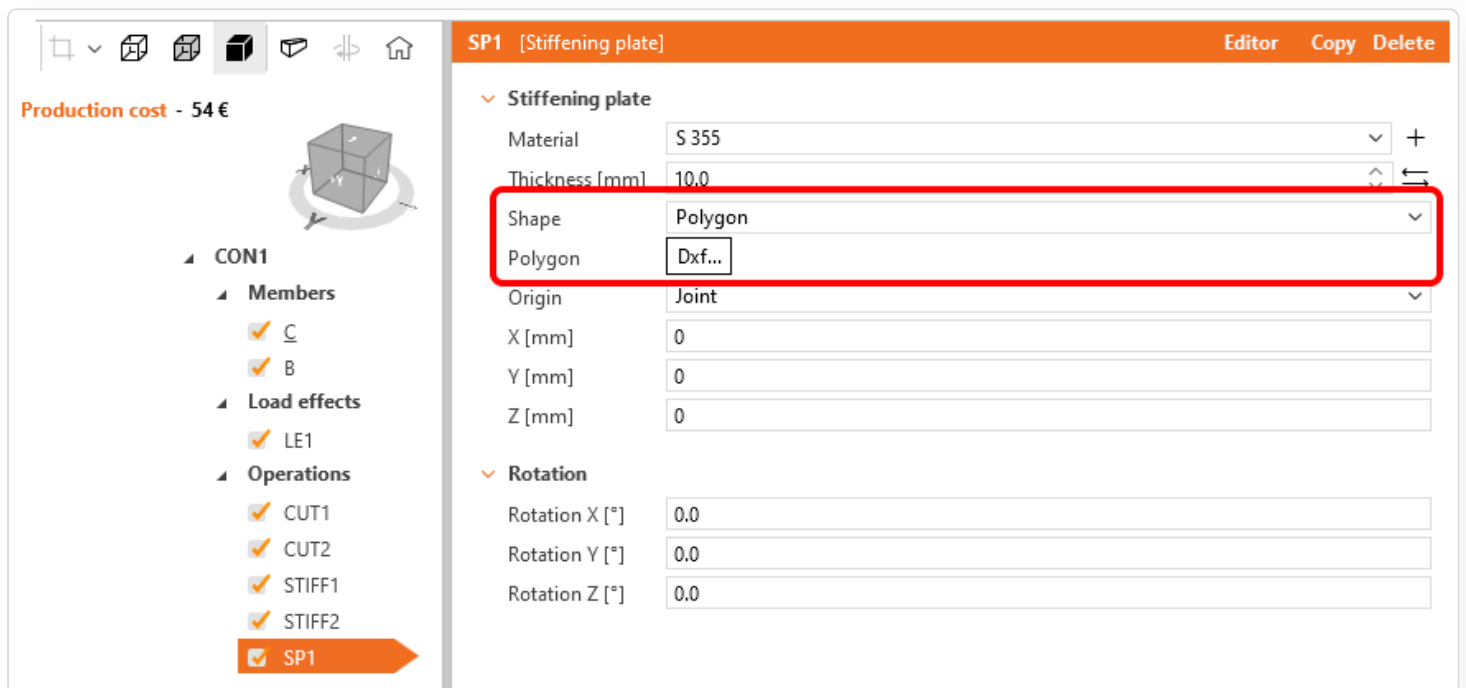 Production cost - 54 €
CON1
Members
C
B
Load effects
LE1
Operations
CUT1
CUT2
STIFF1
STIFF2
SP1
SP1 [Stiffening plate] Editor Copy Delete
Stiffening plate
Material S 355
Thickness [mm] 10.0
Shape Polygon
Polygon Dxf...
Origin Joint
X [mm] 0
Y [mm] 0
Z [mm] 0
Rotation
Rotation X [°] 0.0
Rotation Y [°] 0.0
Rotation Z [°] 0.0